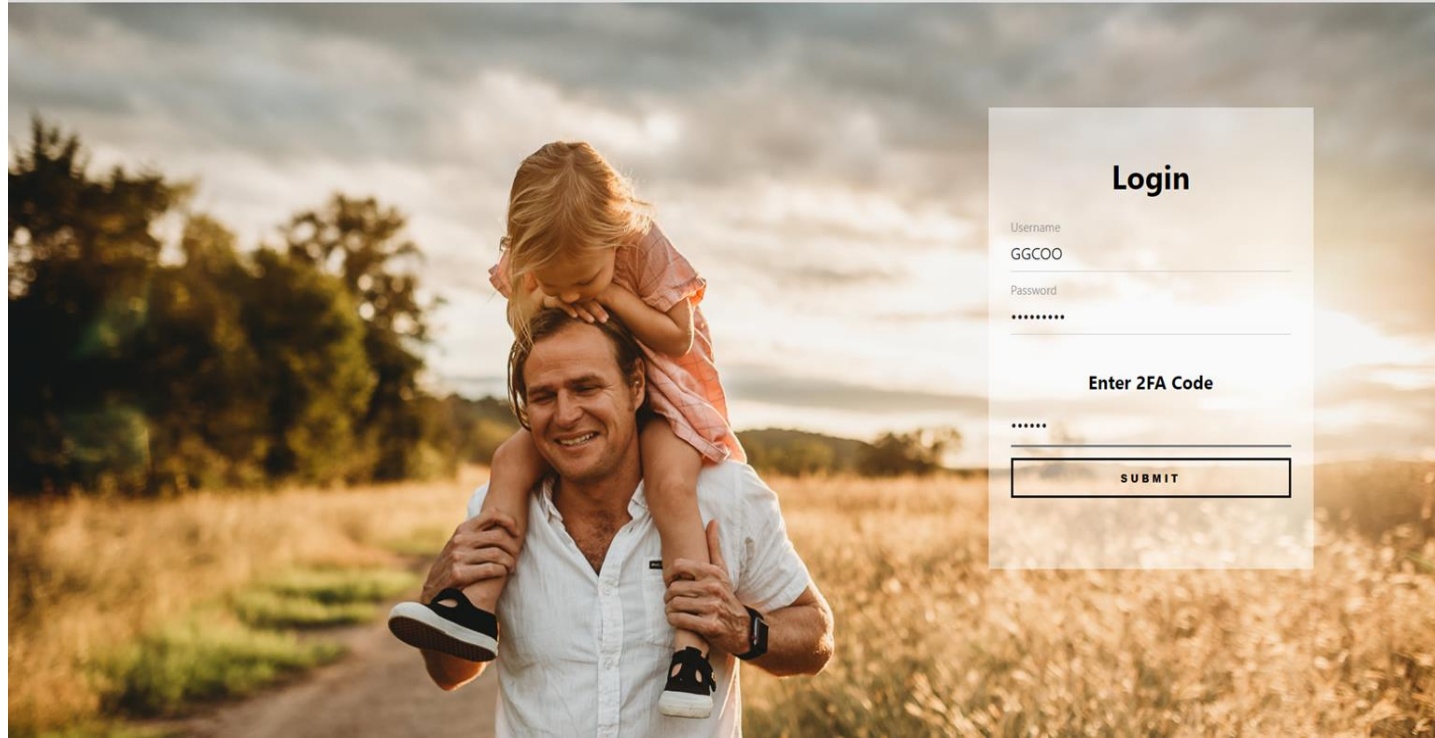 Login
Username
GGCOO
Password
•••••••••
Enter 2FA Code
••••••
SUBMIT